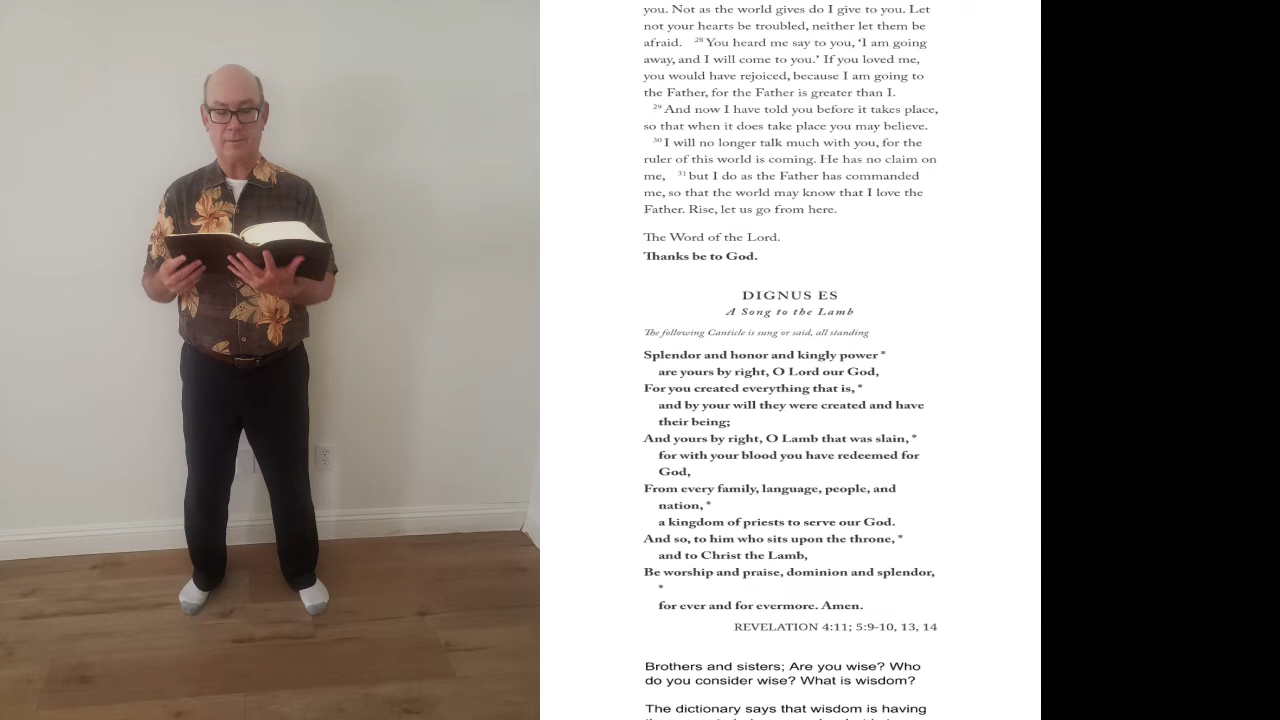 you. Not as the world gives do I give to you. Let
not your hearts be troubled, neither let them be
afraid. 28 You heard me say to you, ‘I am going
away, and I will come to you.’ If you loved me,
you would have rejoiced, because I am going to
the Father, for the Father is greater than I.
29 And now I have told you before it takes place,
so that when it does take place you may believe.
30 I will no longer talk much with you, for the
ruler of this world is coming. He has no claim on
me, 31 but I do as the Father has commanded
me, so that the world may know that I love the
Father. Rise, let us go from here.
The Word of the Lord.
Thanks be to God.
DIGNUS ES
A Song to the Lamb
The following Canticle is sung or said, all standing
Splendor and honor and kingly power *
are yours by right, O Lord our God,
For you created everything that is, *
and by your will they were created and have
their being;
And yours by right, O Lamb that was slain, *
for with your blood you have redeemed for
God,
From every family, language, people, and
nation, *
a kingdom of priests to serve our God.
And so, to him who sits upon the throne, *
and to Christ the Lamb,
Be worship and praise, dominion and splendor,
*
for ever and for evermore. Amen.
REVELATION 4:11; 5:9-10, 13, 14
Brothers and sisters; Are you wise? Who
do you consider wise? What is wisdom?
The dictionary says that wisdom is having